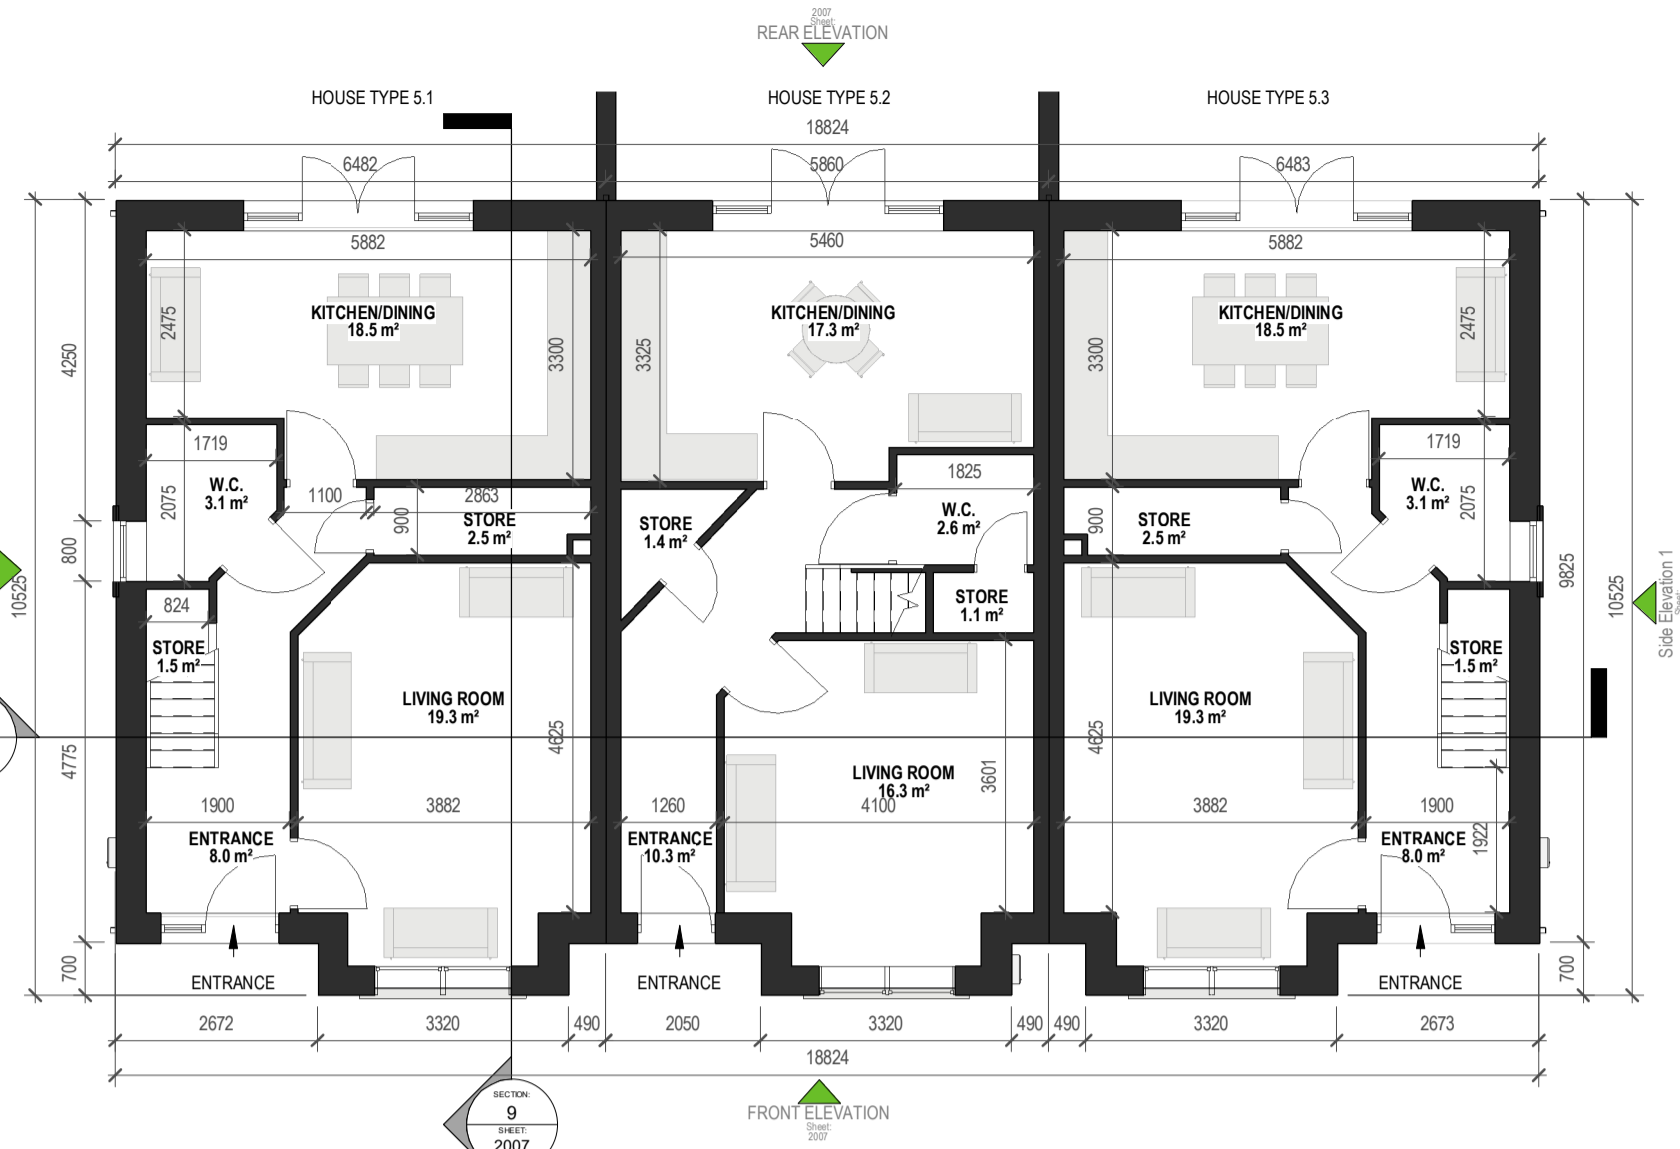 2007
Sheet:
REAR ELEVATION
HOUSE TYPE 5.1
HOUSE TYPE 5.2
HOUSE TYPE 5.3
18824
6482
5860
6483
5882
5460
5882
KITCHEN/DINING
18.5 m²
KITCHEN/DINING
17.3 m²
KITCHEN/DINING
18.5 m²
2475
3300
3325
3300
2475
4250
1719
1825
1719
W.C.
3.1 m²
2075
1100
2863
900
STORE
2.5 m²
STORE
1.4 m²
W.C.
2.6 m²
900
STORE
2.5 m²
W.C.
3.1 m²
2075
800
10525
9825
10525
Side Elevation 1
Sheet:
824
STORE
1.5 m²
STORE
1.1 m²
STORE
1.5 m²
LIVING ROOM
19.3 m²
LIVING ROOM
16.3 m²
LIVING ROOM
19.3 m²
4775
4625
3601
4625
1900
3882
1260
4100
3882
1900
1922
ENTRANCE
8.0 m²
ENTRANCE
10.3 m²
ENTRANCE
8.0 m²
700
ENTRANCE
ENTRANCE
ENTRANCE
700
2672
3320
490
2050
3320
490
490
3320
2673
18824
SECTION:
9
SHEET:
2007
FRONT ELEVATION
Sheet:
2007